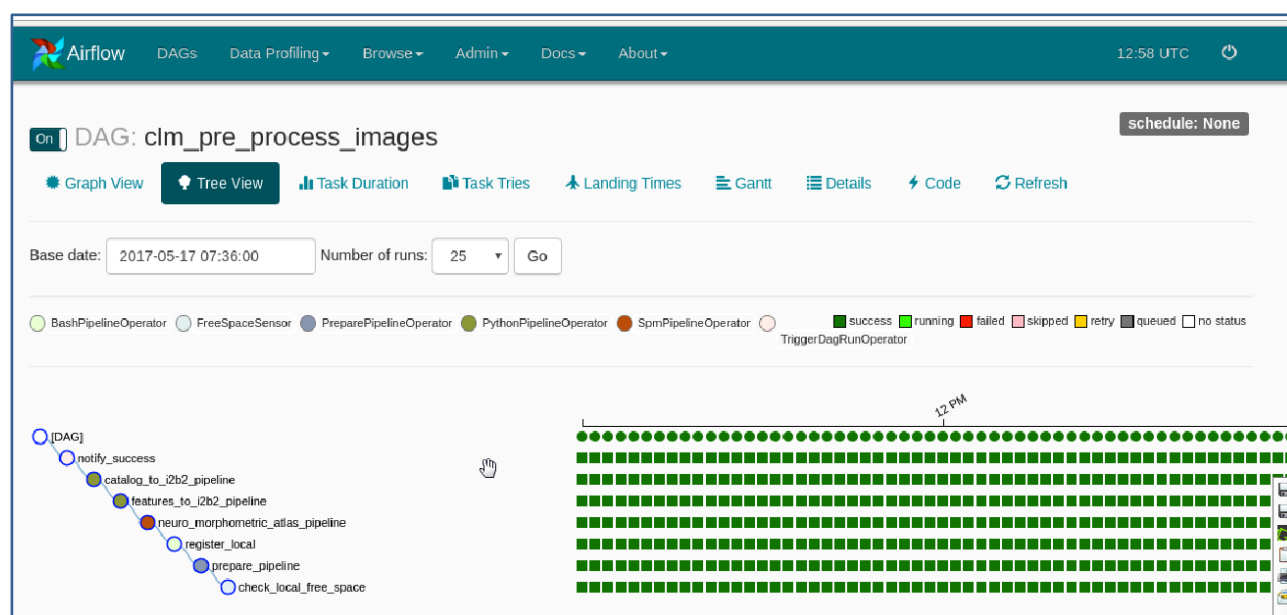 Airflow DAGs Data Profiling Browse Admin Docs About 12:58 UTC
schedule: None
On DAG: clm_pre_process_images
Graph View Tree View Task Duration Task Tries Landing Times Gantt Details Code Refresh
Base date: 2017-05-17 07:36:00 Number of runs: 25 Go
BashPipelineOperator FreeSpaceSensor PreparePipelineOperator PythonPipelineOperator SpmPipelineOperator TriggerDagRunOperator success running failed skipped retry queued no status
12 PM
[DAG]
notify_success
catalog_to_i2b2_pipeline
features_to_i2b2_pipeline
neuro_morphometric_atlas_pipeline
register_local
prepare_pipeline
check_local_free_space